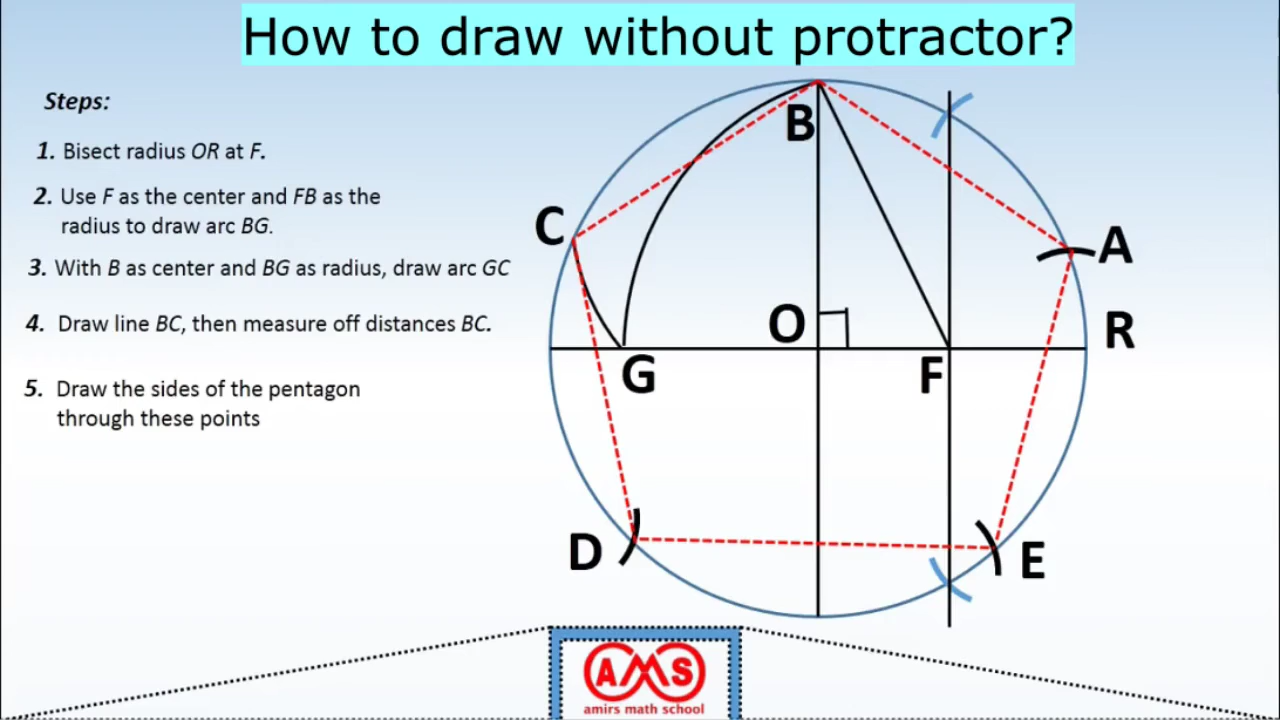 How to draw without protractor?
Steps:
1. Bisect radius OR at F.
2. Use F as the center and FB as the
radius to draw arc BG.
3. With B as center and BG as radius, draw arc GC
4. Draw line BC, then measure off distances BC.
5. Draw the sides of the pentagon
through these points
B
C
A
O
R
G
F
D
E
AMS
amirs math school